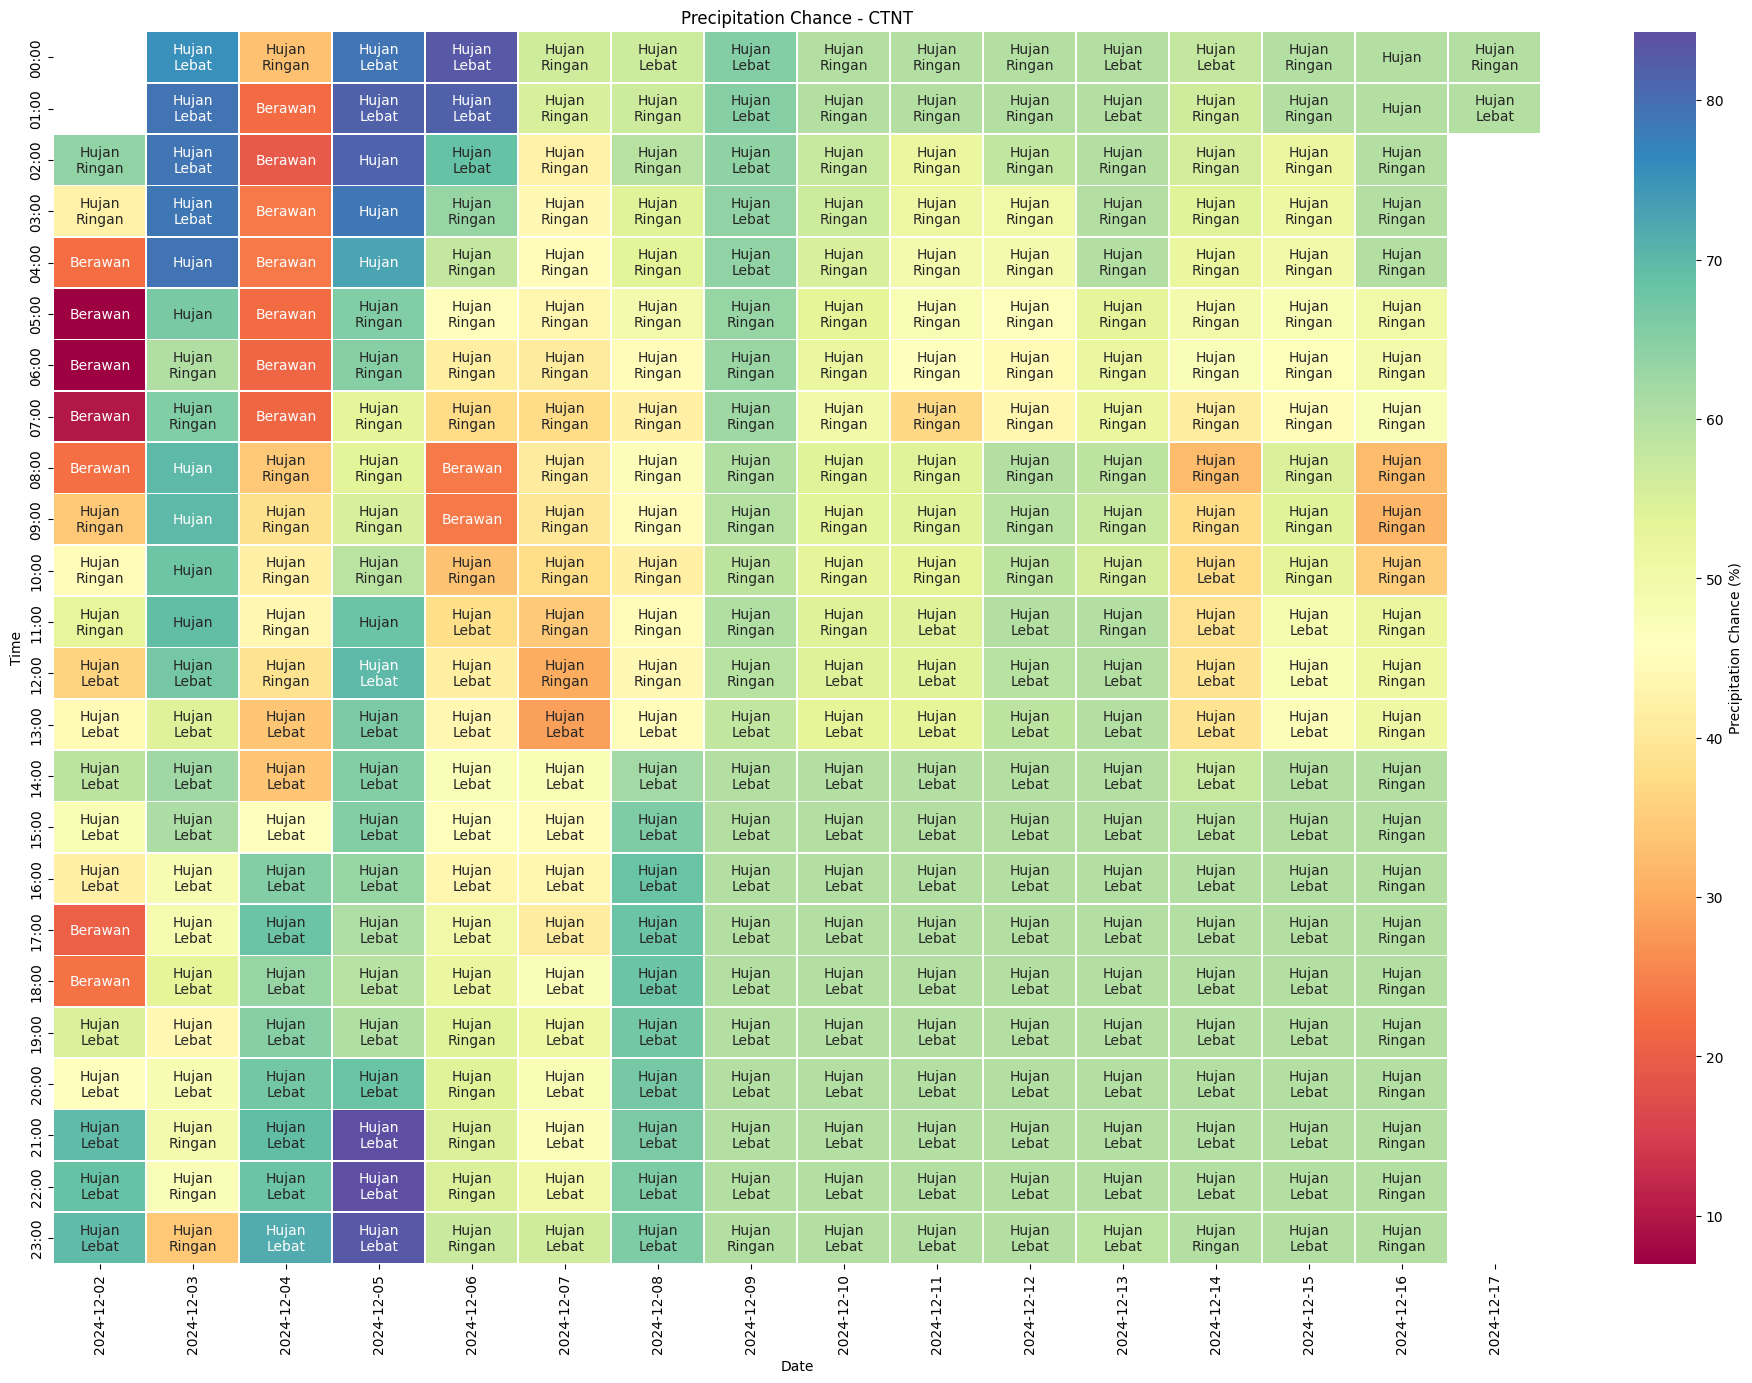 Precipitation Chance - CTNT
00:00 Hujan Lebat Hujan Ringan Hujan Lebat Hujan Lebat Hujan Ringan Hujan Lebat Hujan Lebat Hujan Ringan Hujan Ringan Hujan Ringan Hujan Lebat Hujan Lebat Hujan Ringan Hujan Hujan Ringan
01:00 Hujan Lebat Berawan Hujan Lebat Hujan Lebat Hujan Ringan Hujan Ringan Hujan Lebat Hujan Ringan Hujan Ringan Hujan Ringan Hujan Lebat Hujan Ringan Hujan Ringan Hujan Hujan Lebat
02:00 Hujan Ringan Hujan Lebat Berawan Hujan Hujan Lebat Hujan Ringan Hujan Ringan Hujan Lebat Hujan Ringan Hujan Ringan Hujan Ringan Hujan Ringan Hujan Ringan Hujan Ringan Hujan Ringan
03:00 Hujan Ringan Hujan Lebat Berawan Hujan Hujan Ringan Hujan Ringan Hujan Ringan Hujan Lebat Hujan Ringan Hujan Ringan Hujan Ringan Hujan Ringan Hujan Ringan Hujan Ringan Hujan Ringan
04:00 Berawan Hujan Berawan Hujan Hujan Ringan Hujan Ringan Hujan Ringan Hujan Lebat Hujan Ringan Hujan Ringan Hujan Ringan Hujan Ringan Hujan Ringan Hujan Ringan Hujan Ringan
05:00 Berawan Hujan Berawan Hujan Ringan Hujan Ringan Hujan Ringan Hujan Ringan Hujan Ringan Hujan Ringan Hujan Ringan Hujan Ringan Hujan Ringan Hujan Ringan Hujan Ringan Hujan Ringan
06:00 Berawan Hujan Ringan Berawan Hujan Ringan Hujan Ringan Hujan Ringan Hujan Ringan Hujan Ringan Hujan Ringan Hujan Ringan Hujan Ringan Hujan Ringan Hujan Ringan Hujan Ringan Hujan Ringan
07:00 Berawan Hujan Ringan Berawan Hujan Ringan Hujan Ringan Hujan Ringan Hujan Ringan Hujan Ringan Hujan Ringan Hujan Ringan Hujan Ringan Hujan Ringan Hujan Ringan Hujan Ringan Hujan Ringan
08:00 Berawan Hujan Hujan Ringan Hujan Ringan Berawan Hujan Ringan Hujan Ringan Hujan Ringan Hujan Ringan Hujan Ringan Hujan Ringan Hujan Ringan Hujan Ringan Hujan Ringan Hujan Ringan
09:00 Hujan Ringan Hujan Hujan Ringan Hujan Ringan Berawan Hujan Ringan Hujan Ringan Hujan Ringan Hujan Ringan Hujan Ringan Hujan Ringan Hujan Ringan Hujan Ringan Hujan Ringan Hujan Ringan
10:00 Hujan Ringan Hujan Hujan Ringan Hujan Ringan Hujan Ringan Hujan Ringan Hujan Ringan Hujan Ringan Hujan Ringan Hujan Ringan Hujan Ringan Hujan Ringan Hujan Lebat Hujan Ringan Hujan Ringan
11:00 Hujan Ringan Hujan Hujan Ringan Hujan Hujan Lebat Hujan Ringan Hujan Ringan Hujan Ringan Hujan Ringan Hujan Lebat Hujan Lebat Hujan Ringan Hujan Lebat Hujan Lebat Hujan Ringan
12:00 Hujan Lebat Hujan Lebat Hujan Ringan Hujan Lebat Hujan Lebat Hujan Ringan Hujan Ringan Hujan Ringan Hujan Lebat Hujan Lebat Hujan Lebat Hujan Lebat Hujan Lebat Hujan Lebat Hujan Ringan
13:00 Hujan Lebat Hujan Lebat Hujan Lebat Hujan Lebat Hujan Lebat Hujan Lebat Hujan Lebat Hujan Lebat Hujan Lebat Hujan Lebat Hujan Lebat Hujan Lebat Hujan Lebat Hujan Lebat Hujan Ringan
14:00 Hujan Lebat Hujan Lebat Hujan Lebat Hujan Lebat Hujan Lebat Hujan Lebat Hujan Lebat Hujan Lebat Hujan Lebat Hujan Lebat Hujan Lebat Hujan Lebat Hujan Lebat Hujan Lebat Hujan Ringan
15:00 Hujan Lebat Hujan Lebat Hujan Lebat Hujan Lebat Hujan Lebat Hujan Lebat Hujan Lebat Hujan Lebat Hujan Lebat Hujan Lebat Hujan Lebat Hujan Lebat Hujan Lebat Hujan Lebat Hujan Ringan
16:00 Hujan Lebat Hujan Lebat Hujan Lebat Hujan Lebat Hujan Lebat Hujan Lebat Hujan Lebat Hujan Lebat Hujan Lebat Hujan Lebat Hujan Lebat Hujan Lebat Hujan Lebat Hujan Lebat Hujan Ringan
17:00 Berawan Hujan Lebat Hujan Lebat Hujan Lebat Hujan Lebat Hujan Lebat Hujan Lebat Hujan Lebat Hujan Lebat Hujan Lebat Hujan Lebat Hujan Lebat Hujan Lebat Hujan Lebat Hujan Ringan
18:00 Berawan Hujan Lebat Hujan Lebat Hujan Lebat Hujan Lebat Hujan Lebat Hujan Lebat Hujan Lebat Hujan Lebat Hujan Lebat Hujan Lebat Hujan Lebat Hujan Lebat Hujan Lebat Hujan Ringan
19:00 Hujan Lebat Hujan Lebat Hujan Lebat Hujan Lebat Hujan Ringan Hujan Lebat Hujan Lebat Hujan Lebat Hujan Lebat Hujan Lebat Hujan Lebat Hujan Lebat Hujan Lebat Hujan Lebat Hujan Ringan
20:00 Hujan Lebat Hujan Lebat Hujan Lebat Hujan Lebat Hujan Ringan Hujan Lebat Hujan Lebat Hujan Lebat Hujan Lebat Hujan Lebat Hujan Lebat Hujan Lebat Hujan Lebat Hujan Lebat Hujan Ringan
21:00 Hujan Lebat Hujan Ringan Hujan Lebat Hujan Lebat Hujan Ringan Hujan Lebat Hujan Lebat Hujan Lebat Hujan Lebat Hujan Lebat Hujan Lebat Hujan Lebat Hujan Lebat Hujan Lebat Hujan Ringan
22:00 Hujan Lebat Hujan Ringan Hujan Lebat Hujan Lebat Hujan Ringan Hujan Lebat Hujan Lebat Hujan Lebat Hujan Lebat Hujan Lebat Hujan Lebat Hujan Lebat Hujan Lebat Hujan Lebat Hujan Ringan
23:00 Hujan Lebat Hujan Ringan Hujan Lebat Hujan Lebat Hujan Ringan Hujan Lebat Hujan Lebat Hujan Ringan Hujan Lebat Hujan Lebat Hujan Lebat Hujan Lebat Hujan Ringan Hujan Lebat Hujan Ringan
Time
2024-12-02 2024-12-03 2024-12-04 2024-12-05 2024-12-06 2024-12-07 2024-12-08 2024-12-09 2024-12-10 2024-12-11 2024-12-12 2024-12-13 2024-12-14 2024-12-15 2024-12-16 2024-12-17
Date
80
70
60
50
40
30
20
10
Precipitation Chance (%)